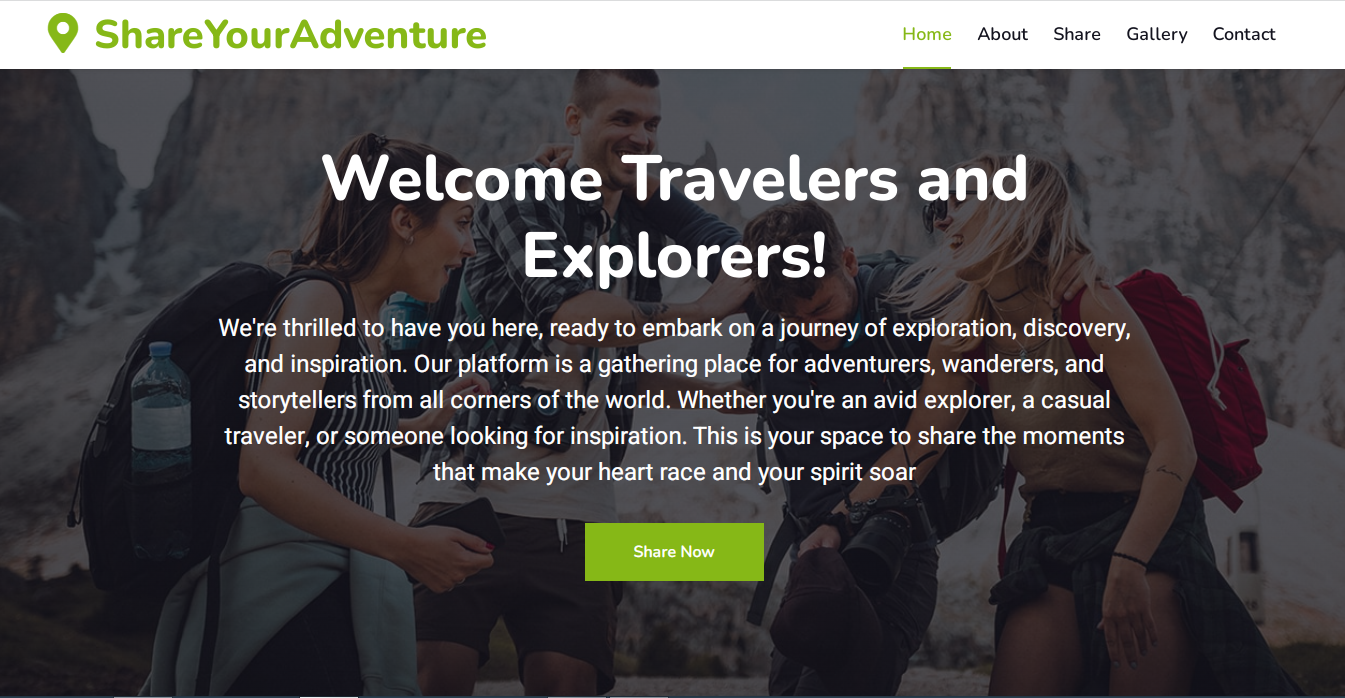 ShareYourAdventure
Home About Share Gallery Contact
Welcome Travelers and
Explorers!
We're thrilled to have you here, ready to embark on a journey of exploration, discovery,
and inspiration. Our platform is a gathering place for adventurers, wanderers, and
storytellers from all corners of the world. Whether you're an avid explorer, a casual
traveler, or someone looking for inspiration. This is your space to share the moments
that make your heart race and your spirit soar
Share Now